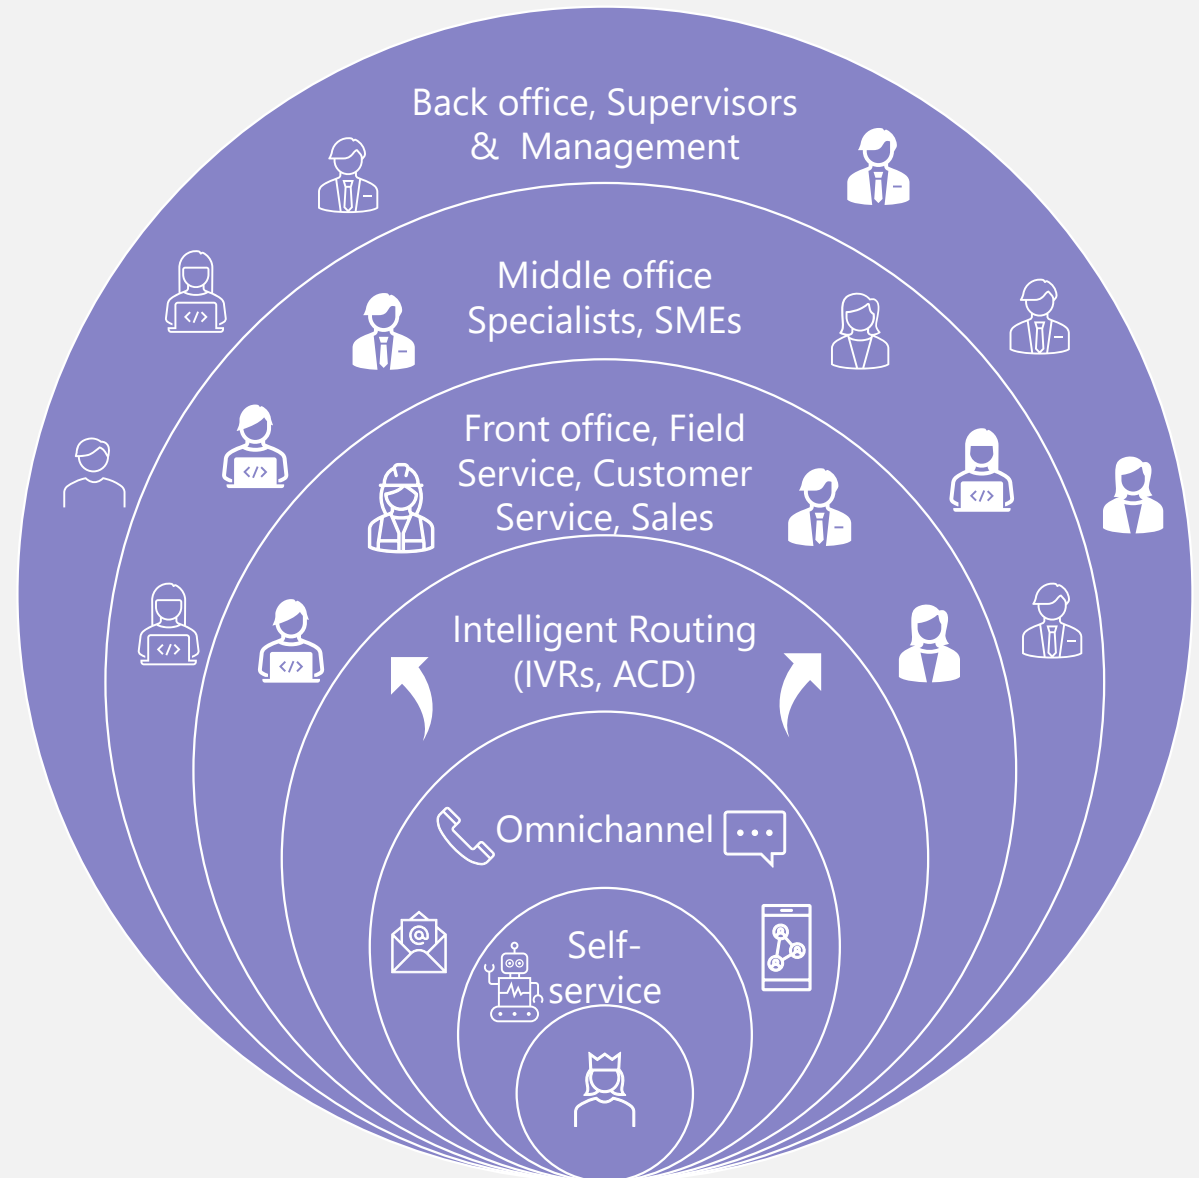 Back office, Supervisors
& Management
Middle office
Specialists, SMEs
Front office, Field
Service, Customer
Service, Sales
Intelligent Routing
(IVRs, ACD)
Omnichannel
Self-
service